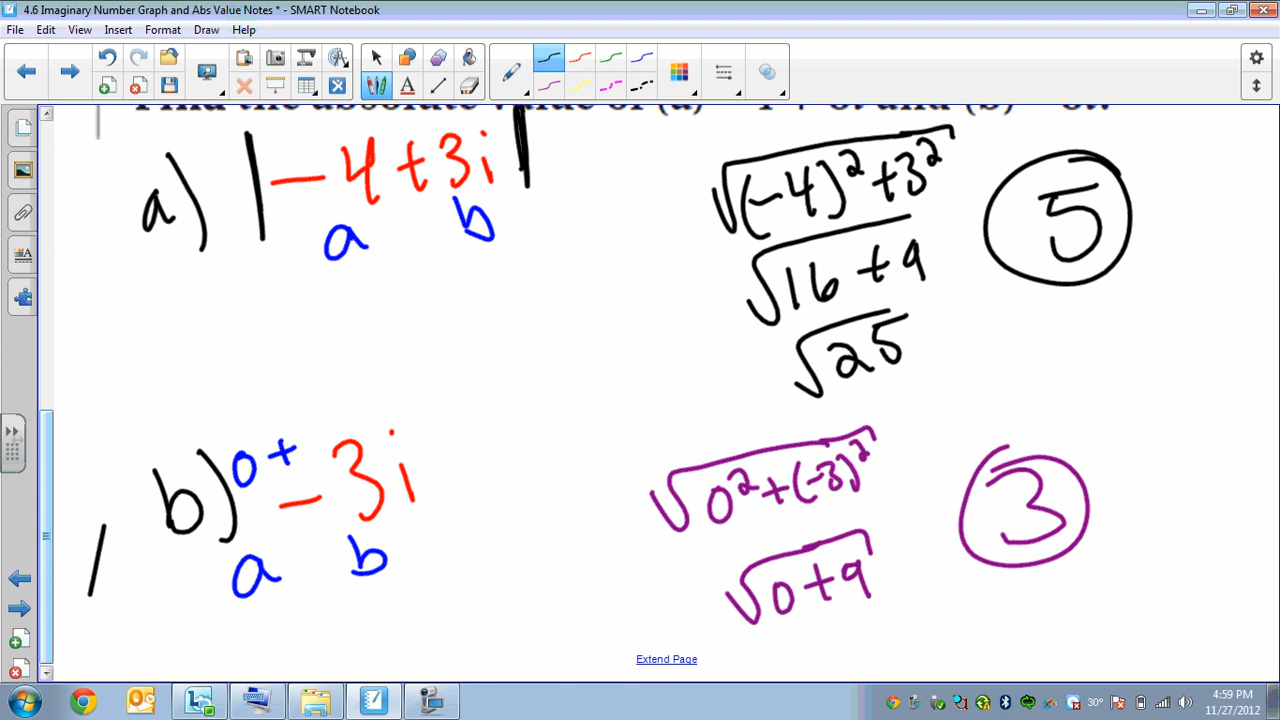 4.6 Imaginary Number Graph and Abs Value Notes * - SMART Notebook
File Edit View Insert Format Draw Help
a) |-4+3i|
a b
√(-4)²+3²
√16+9
√25
5
b) 0+ -3i
a b
√0²+(-3)²
√0+9
3
Extend Page
30°
4:59 PM
11/27/2012